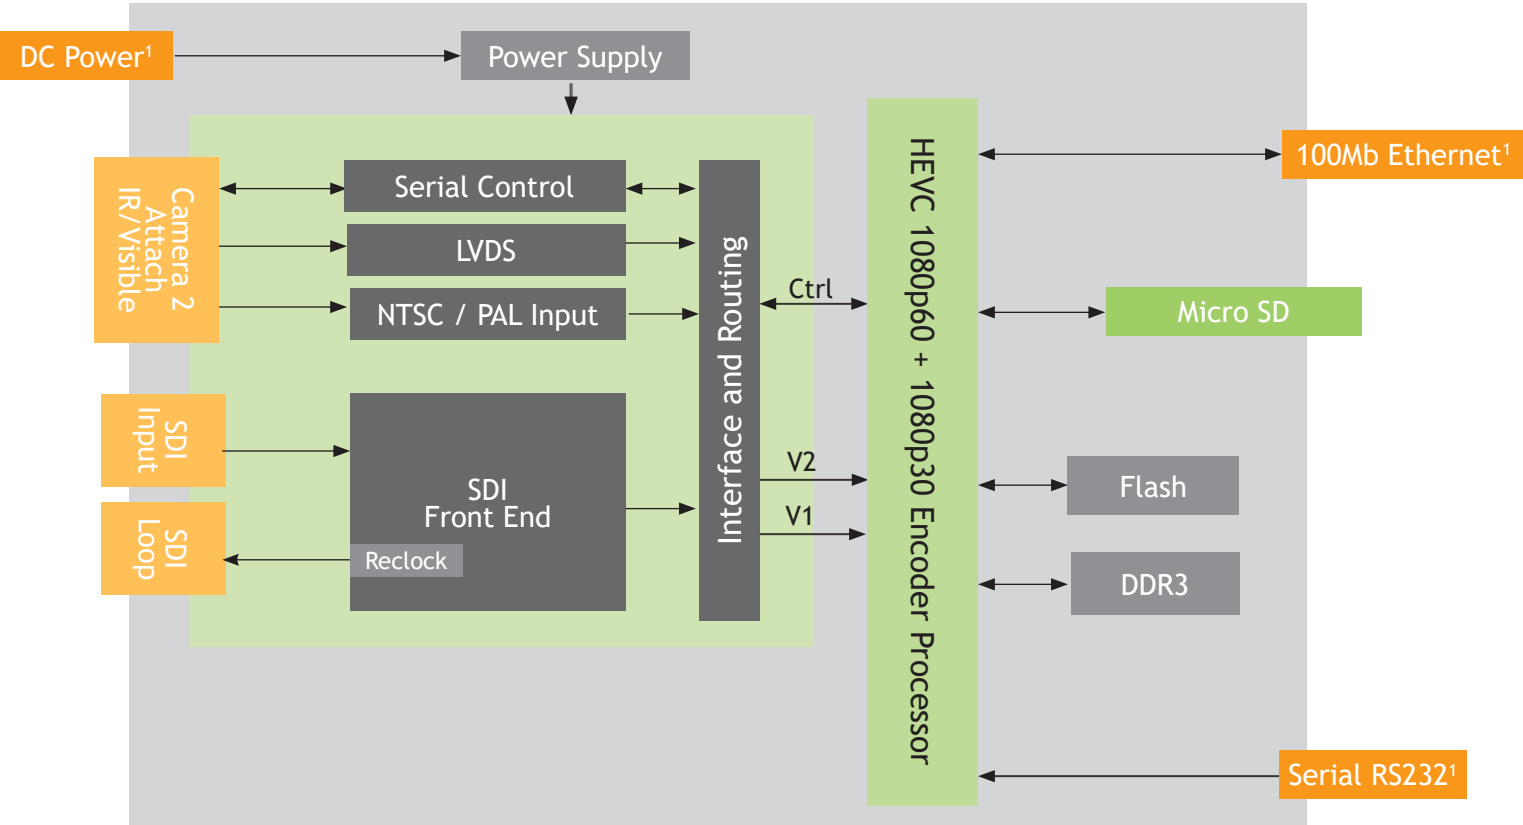 DC Power¹
Power Supply
100Mb Ethernet¹
Camera 2
Attach
IR/Visible
Serial Control
LVDS
NTSC / PAL Input
SDI
Input
SDI
Loop
SDI
Front End
Reclock
Interface and Routing
Ctrl
V2
V1
HEVC 1080p60 + 1080p30 Encoder Processor
Micro SD
Flash
DDR3
Serial RS232¹